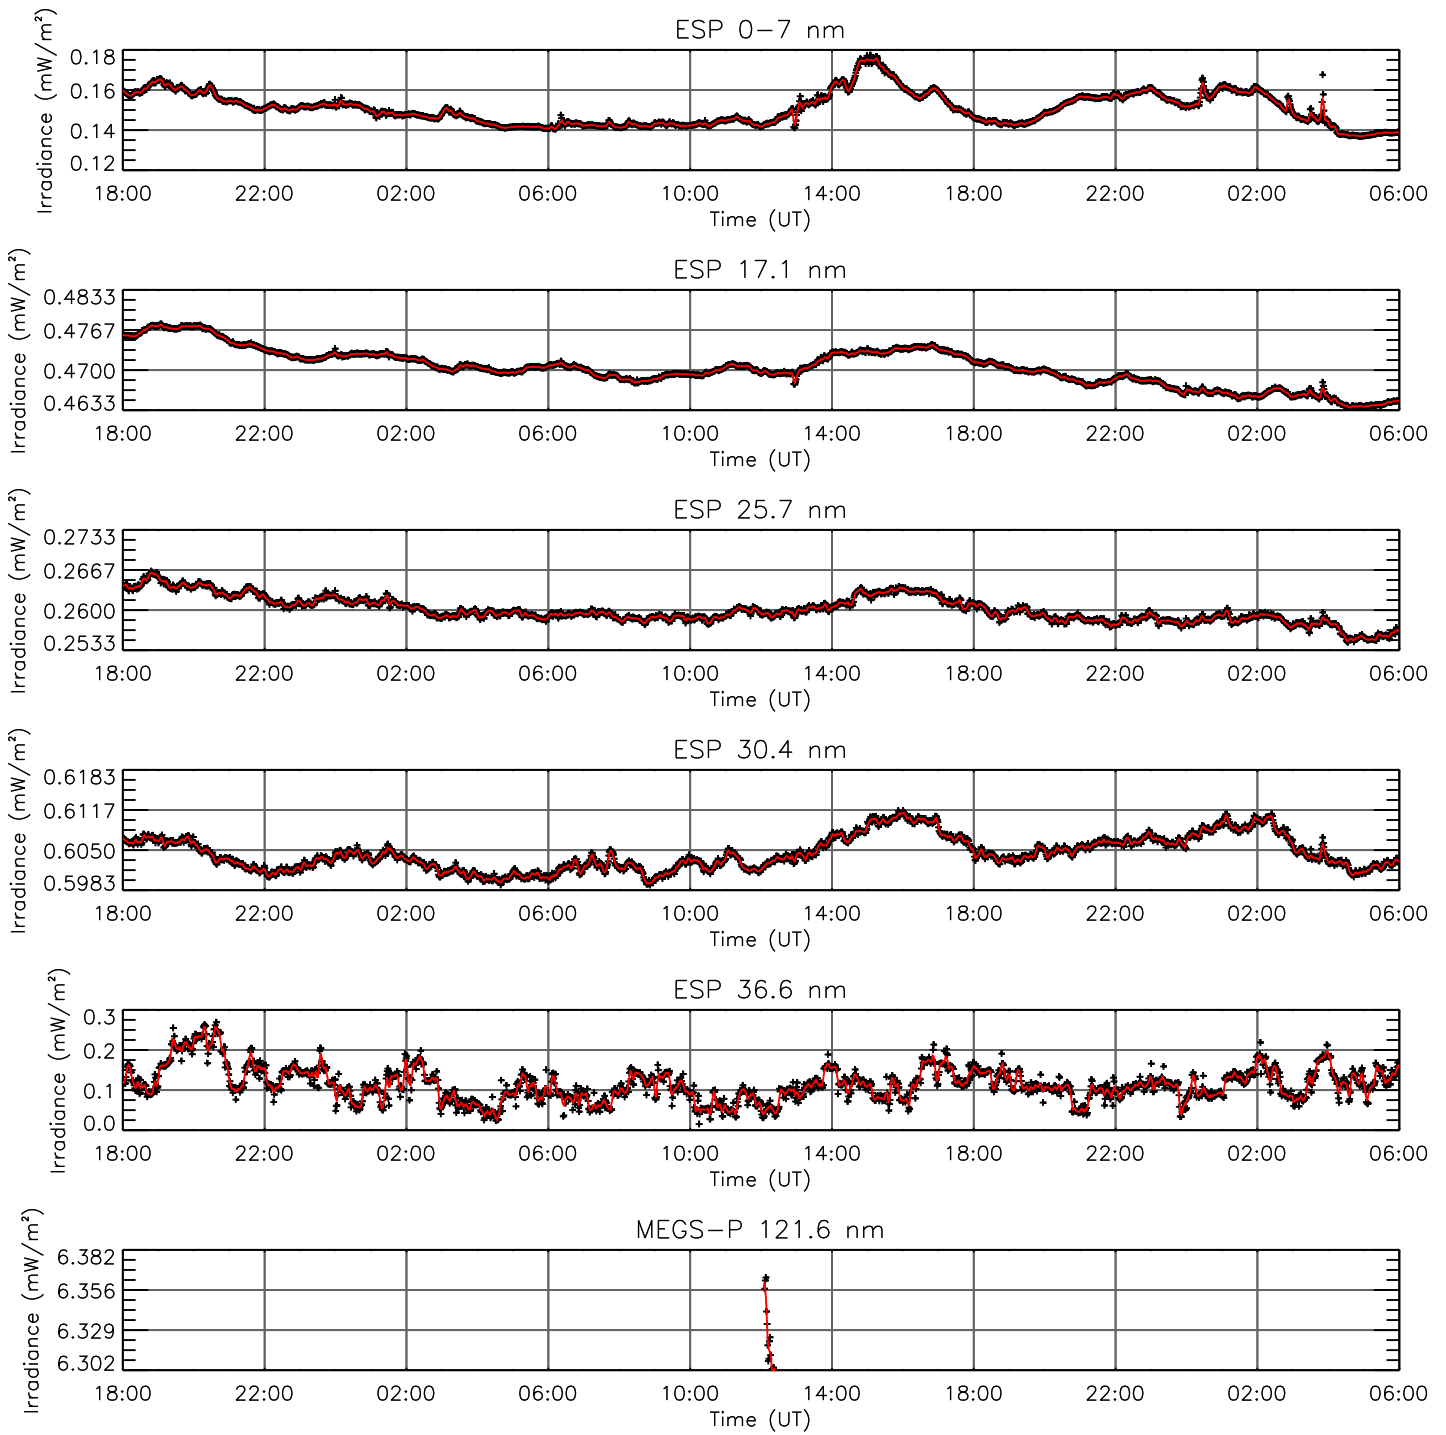 ESP 0-7 nm
Irradiance (mW/m²)
0.18
0.16
0.14
0.12
18:00 22:00 02:00 06:00 10:00 14:00 18:00 22:00 02:00 06:00
Time (UT)
ESP 17.1 nm
Irradiance (mW/m²)
0.4833
0.4767
0.4700
0.4633
18:00 22:00 02:00 06:00 10:00 14:00 18:00 22:00 02:00 06:00
Time (UT)
ESP 25.7 nm
Irradiance (mW/m²)
0.2733
0.2667
0.2600
0.2533
18:00 22:00 02:00 06:00 10:00 14:00 18:00 22:00 02:00 06:00
Time (UT)
ESP 30.4 nm
Irradiance (mW/m²)
0.6183
0.6117
0.6050
0.5983
18:00 22:00 02:00 06:00 10:00 14:00 18:00 22:00 02:00 06:00
Time (UT)
ESP 36.6 nm
Irradiance (mW/m²)
0.3
0.2
0.1
0.0
18:00 22:00 02:00 06:00 10:00 14:00 18:00 22:00 02:00 06:00
Time (UT)
MEGS-P 121.6 nm
Irradiance (mW/m²)
6.382
6.356
6.329
6.302
18:00 22:00 02:00 06:00 10:00 14:00 18:00 22:00 02:00 06:00
Time (UT)